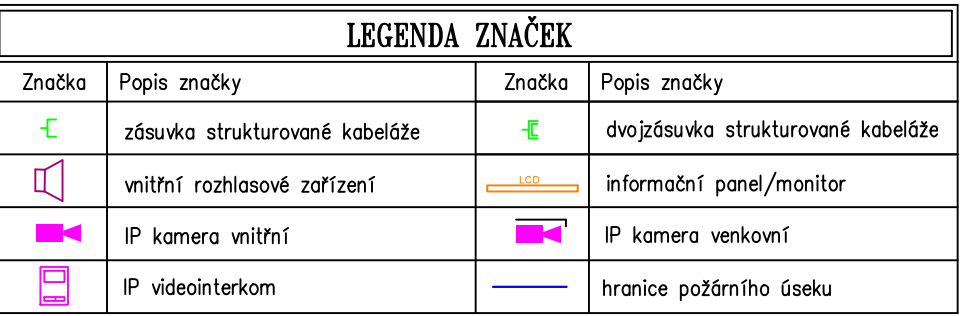 LEGENDA ZNAČEK
Značka Popis značky Značka Popis značky
zásuvka strukturované kabeláže dvojzásuvka strukturované kabeláže
vnitřní rozhlasové zařízení LCD informační panel/monitor
IP kamera vnitřní IP kamera venkovní
IP videointerkom hranice požárního úseku